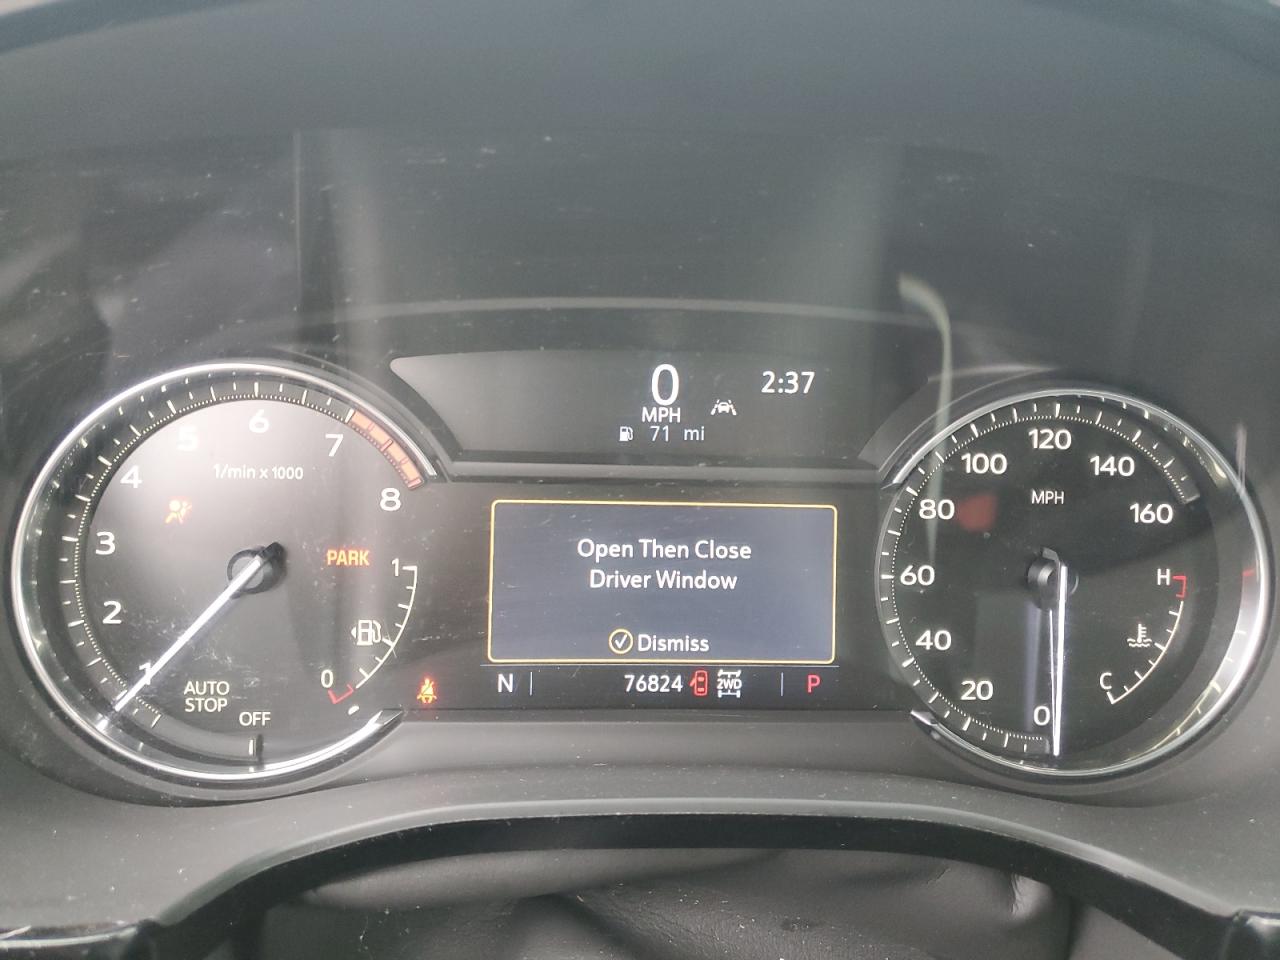 0
MPH
71 mi
2:37
1
2
3
4
5
6
7
8
1/min x 1000
PARK
AUTO
STOP
OFF
1
0
Open Then Close
Driver Window
Dismiss
N
76824
2WD
P
0
20
40
60
80
100
120
140
160
MPH
H
C